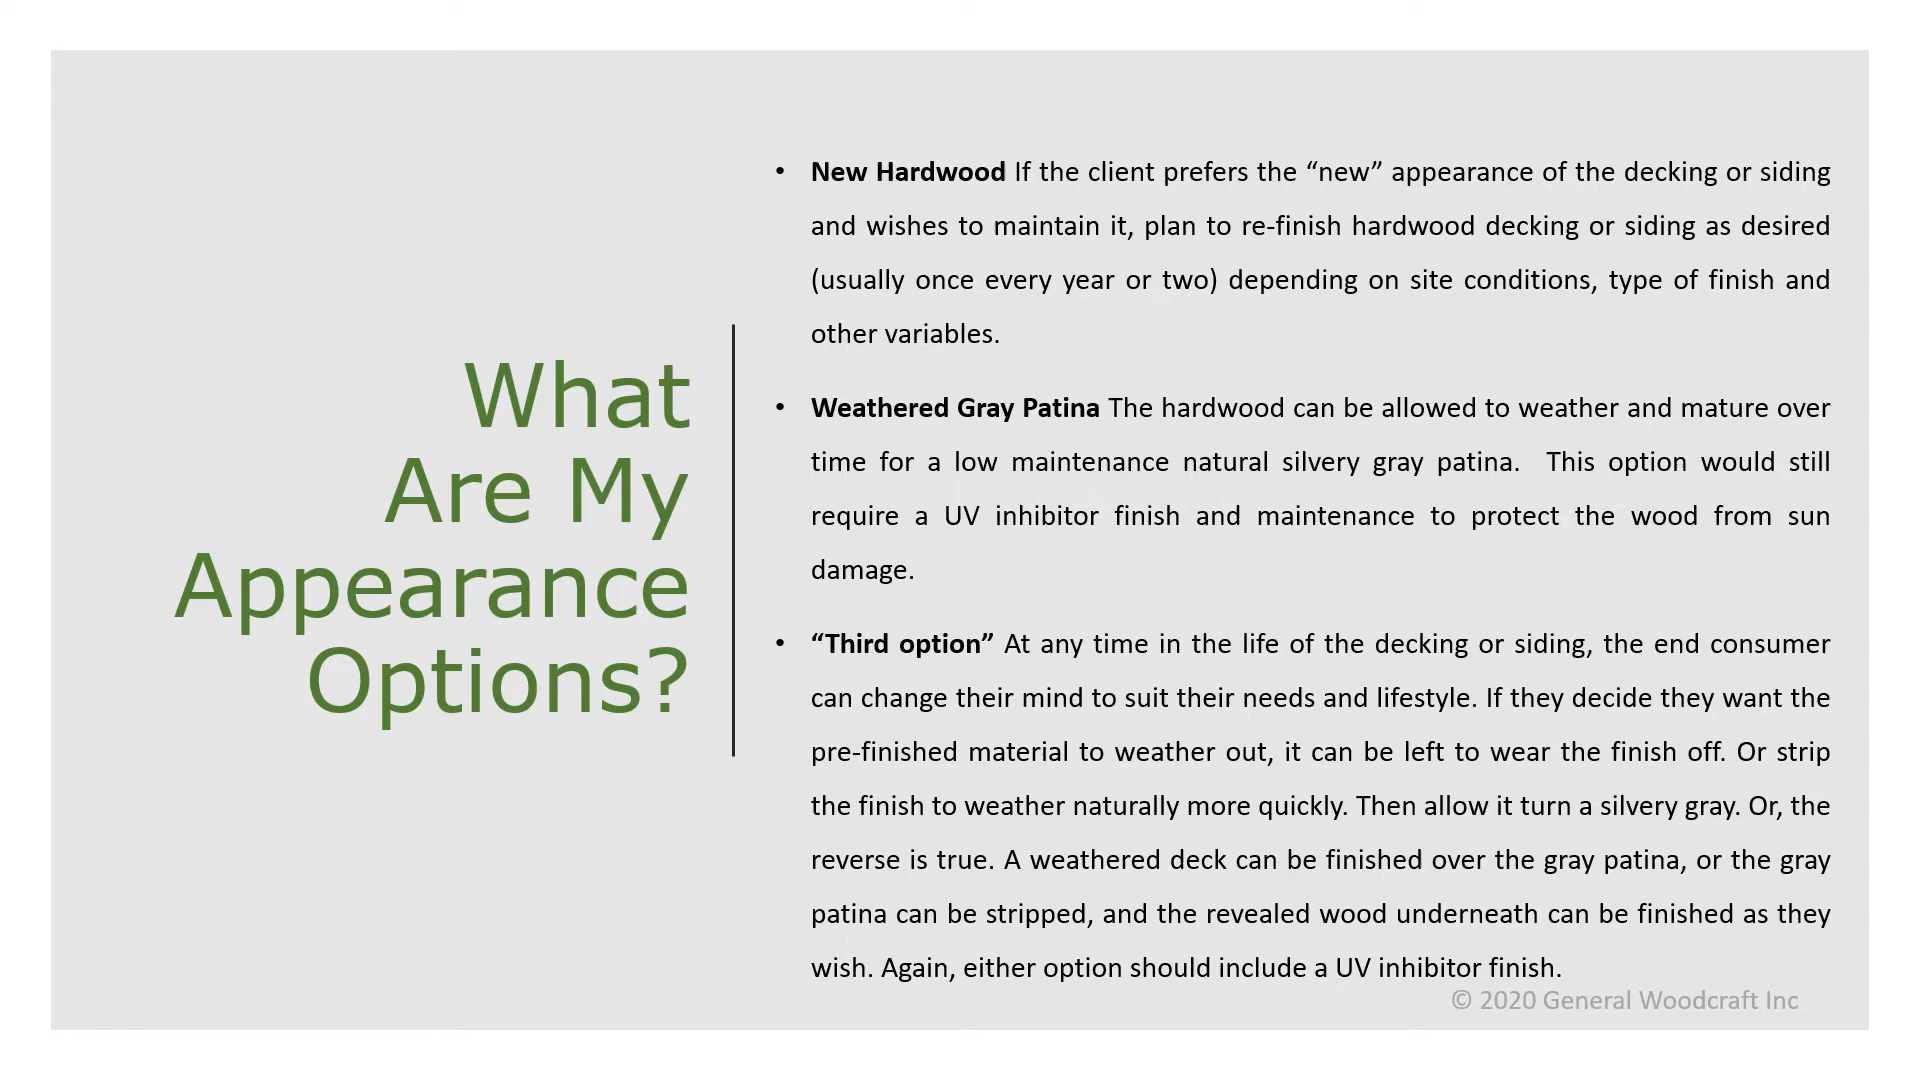 What
Are My
Appearance
Options?
• New Hardwood If the client prefers the “new” appearance of the decking or siding
and wishes to maintain it, plan to re-finish hardwood decking or siding as desired
(usually once every year or two) depending on site conditions, type of finish and
other variables.
• Weathered Gray Patina The hardwood can be allowed to weather and mature over
time for a low maintenance natural silvery gray patina. This option would still
require a UV inhibitor finish and maintenance to protect the wood from sun
damage.
• “Third option” At any time in the life of the decking or siding, the end consumer
can change their mind to suit their needs and lifestyle. If they decide they want the
pre-finished material to weather out, it can be left to wear the finish off. Or strip
the finish to weather naturally more quickly. Then allow it turn a silvery gray. Or, the
reverse is true. A weathered deck can be finished over the gray patina, or the gray
patina can be stripped, and the revealed wood underneath can be finished as they
wish. Again, either option should include a UV inhibitor finish.
© 2020 General Woodcraft Inc